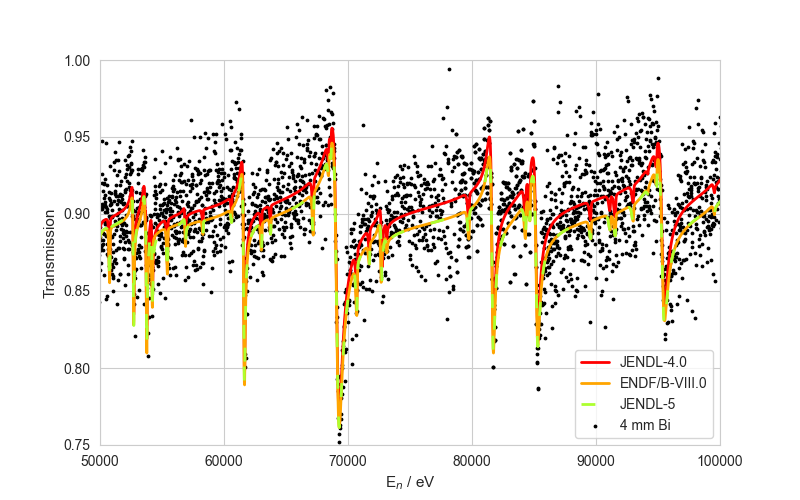 1.00
0.95
0.90
0.85
0.80
0.75
Transmission
50000 60000 70000 80000 90000 100000
E_n / eV
JENDL-4.0
ENDF/B-VIII.0
JENDL-5
4 mm Bi